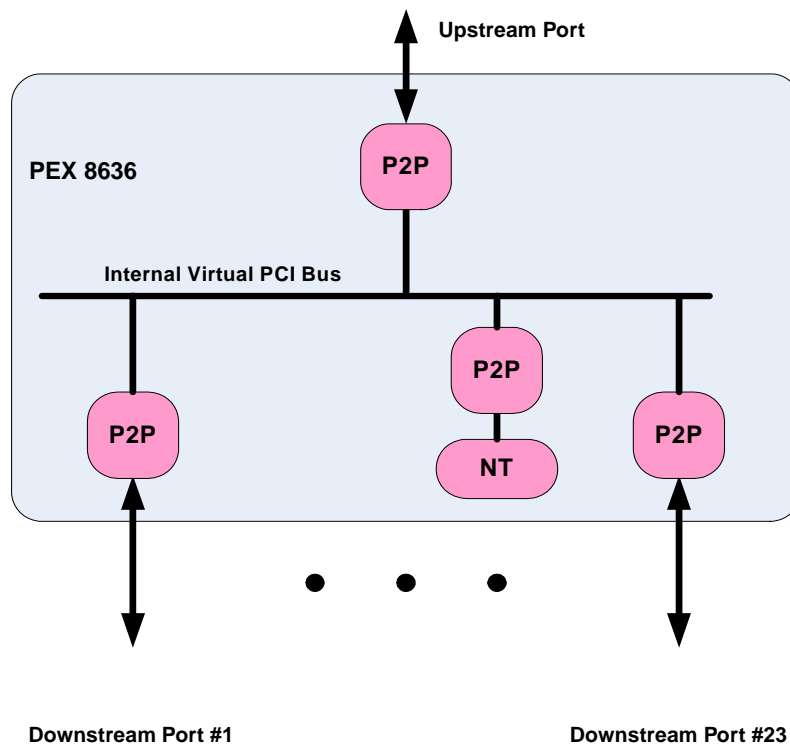 Upstream Port
P2P
PEX 8636
Internal Virtual PCI Bus
P2P
P2P
P2P
NT
Downstream Port #1
Downstream Port #23